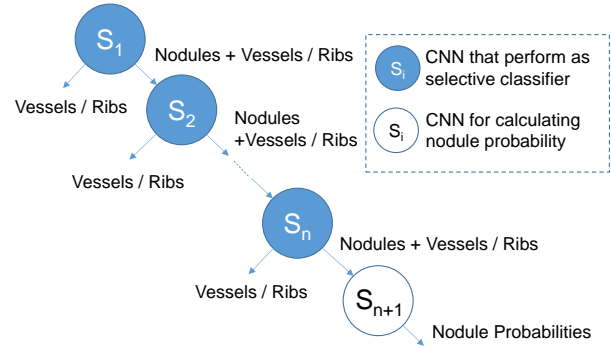 S1
Nodules + Vessels / Ribs
Vessels / Ribs
S2
Nodules
+Vessels / Ribs
Vessels / Ribs
Sn
Nodules + Vessels / Ribs
Vessels / Ribs
Sn+1
Nodule Probabilities
Si
CNN that perform as
selective classifier
Si
CNN for calculating
nodule probability